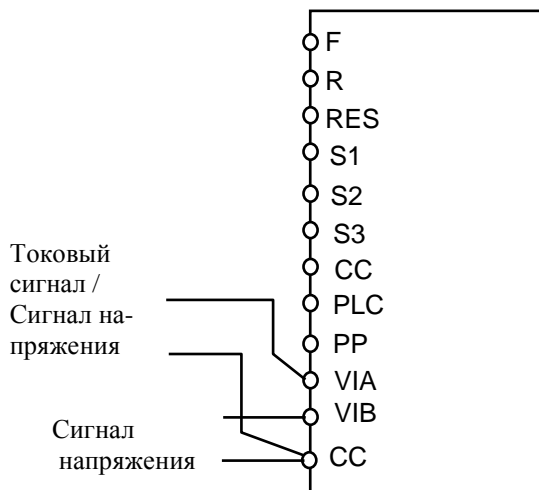 F
R
RES
S1
S2
S3
CC
PLC
PP
VIA
VIB
CC
Токовый
сигнал /
Сигнал на-
пряжения
Сигнал
напряжения